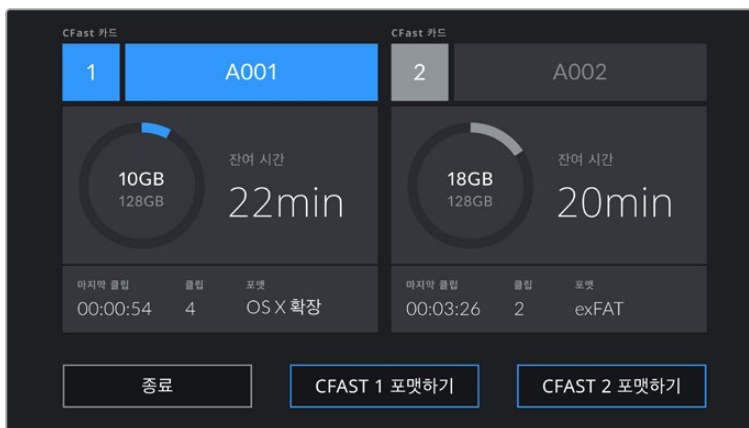 CFast 카드
1 A001
10GB
128GB
잔여 시간
22min
마지막 클립 클립 포맷
00:00:54 4 OS X 확장
CFast 카드
2 A002
18GB
128GB
잔여 시간
20min
마지막 클립 클립 포맷
00:03:26 2 exFAT
종료 CFAST 1 포맷하기 CFAST 2 포맷하기